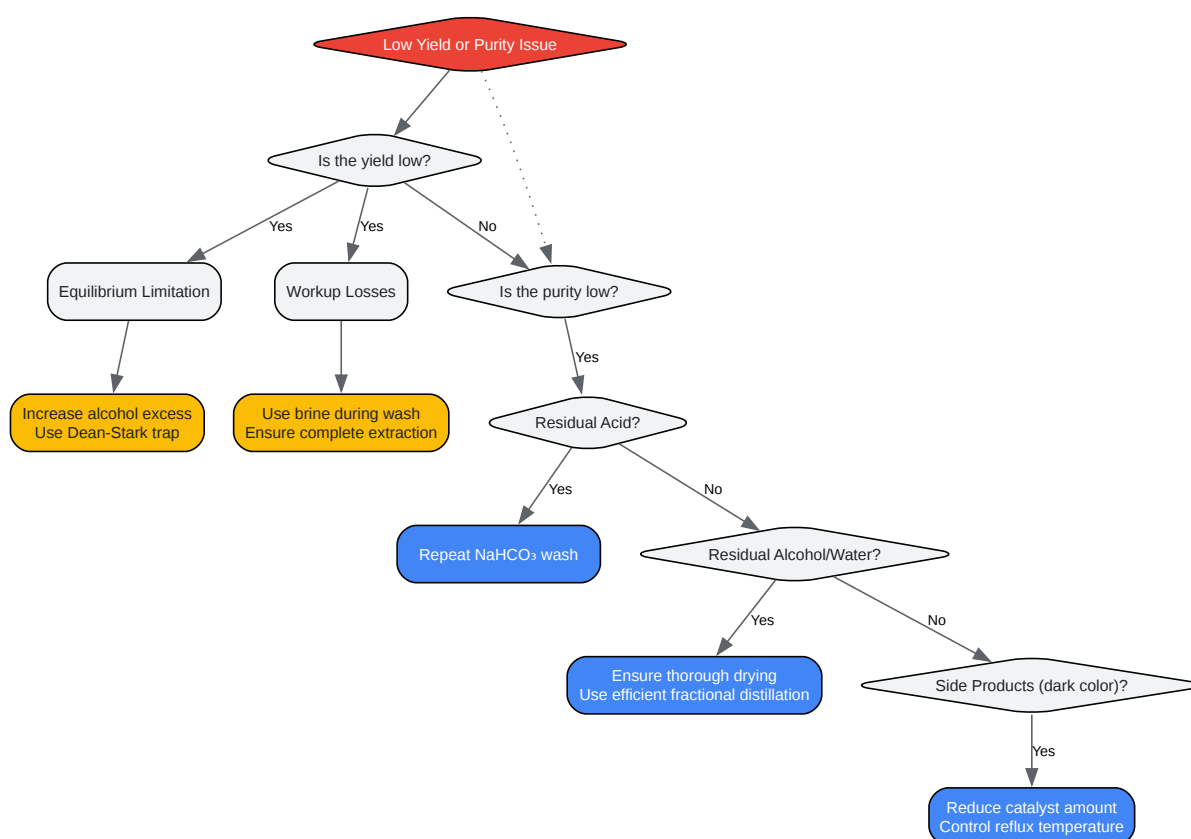 Low Yield or Purity Issue
Is the yield low?
Yes
Yes
No
Equilibrium Limitation
Workup Losses
Is the purity low?
Yes
Increase alcohol excess
Use Dean-Stark trap
Use brine during wash
Ensure complete extraction
Residual Acid?
Yes
No
Repeat NaHCO₃ wash
Residual Alcohol/Water?
Yes
No
Ensure thorough drying
Use efficient fractional distillation
Side Products (dark color)?
Yes
Reduce catalyst amount
Control reflux temperature